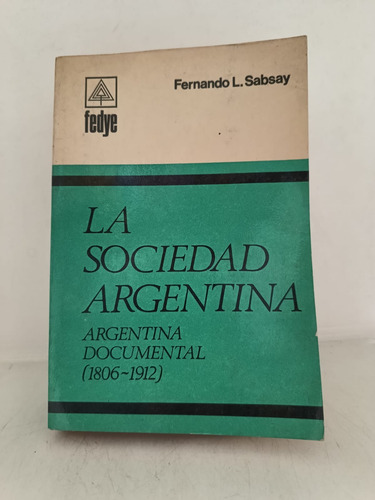 fedye
Fernando L. Sabsay
LA
SOCIEDAD
ARGENTINA
ARGENTINA
DOCUMENTAL
(1806~1912)